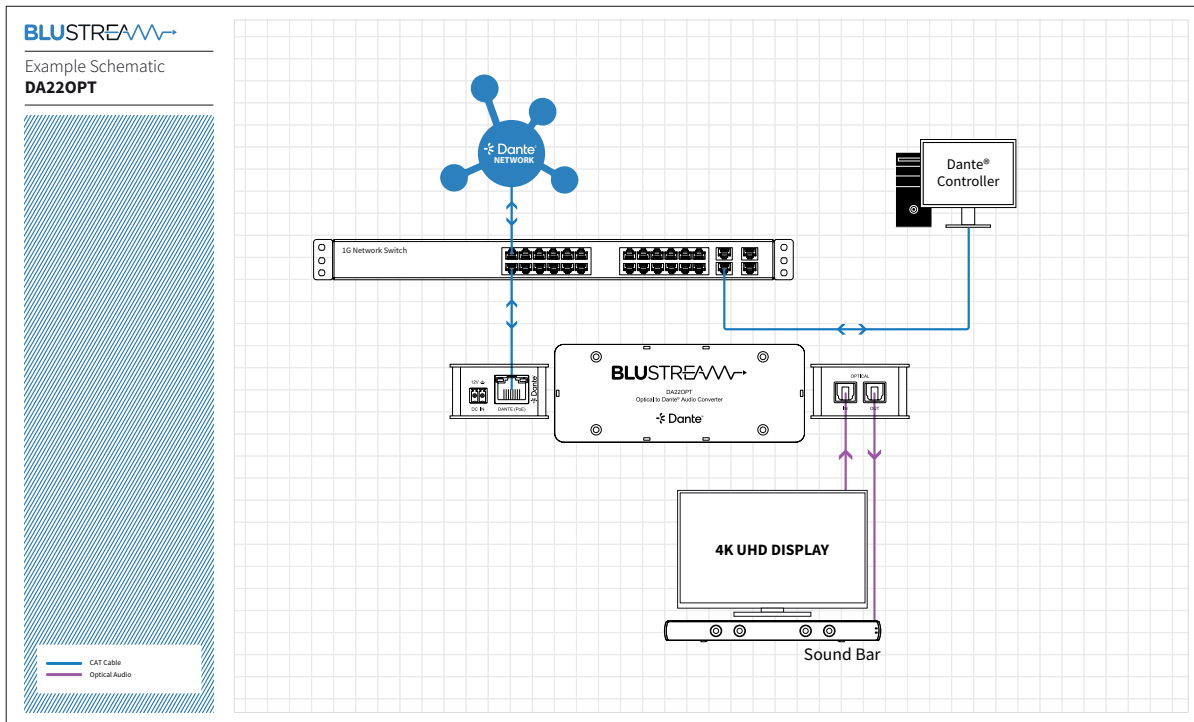 BLUSTREAM
Example Schematic
DA22OPT
Dante®
NETWORK
Dante®
Controller
1G Network Switch
12V
DC IN
DANTE (PoE)
Dante®
BLUSTREAM
DA22OPT
Optical to Dante® Audio Converter
Dante®
OPTICAL
IN
OUT
4K UHD DISPLAY
Sound Bar
CAT Cable
Optical Audio